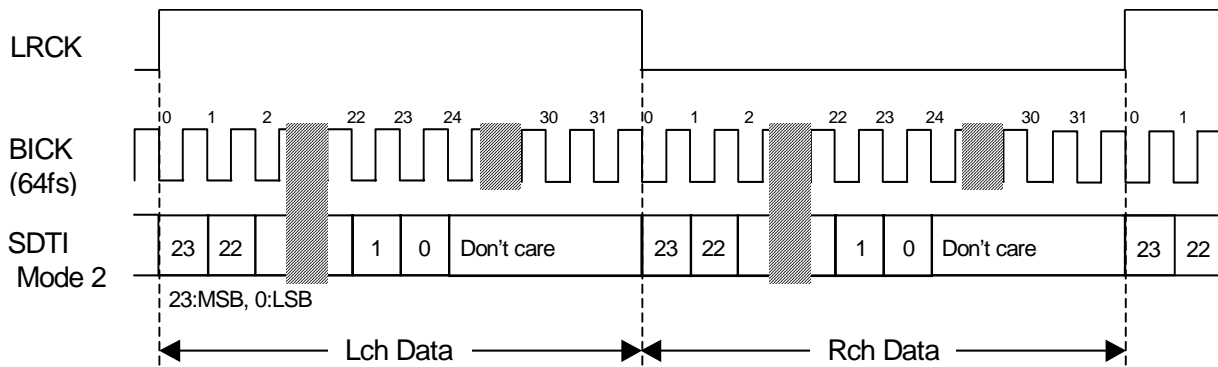 LRCK
0 1 2 22 23 24 30 31 0 1 2 22 23 24 30 31 0 1
BICK
(64fs)
SDTI
Mode 2
23 22 1 0 Don't care 23 22 1 0 Don't care 23 22
23:MSB, 0:LSB
Lch Data Rch Data